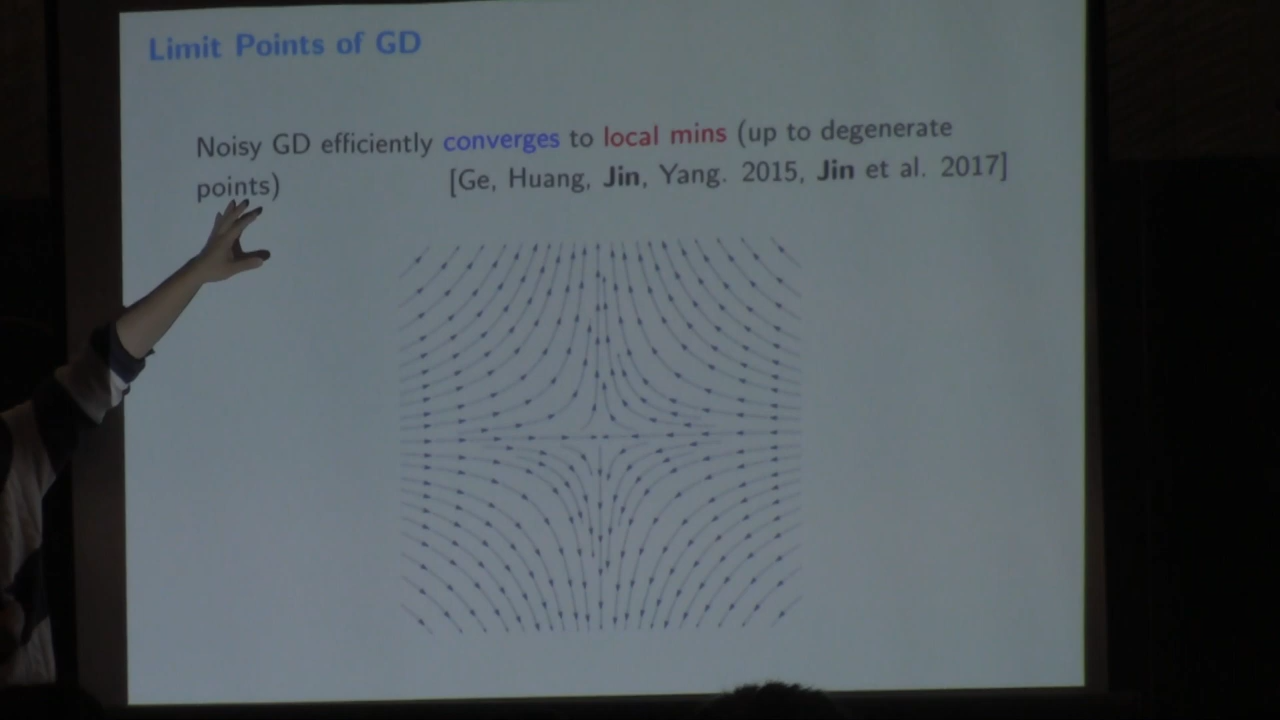 Limit Points of GD
Noisy GD efficiently converges to local mins (up to degenerate
points) [Ge, Huang, Jin, Yang. 2015, Jin et al. 2017]